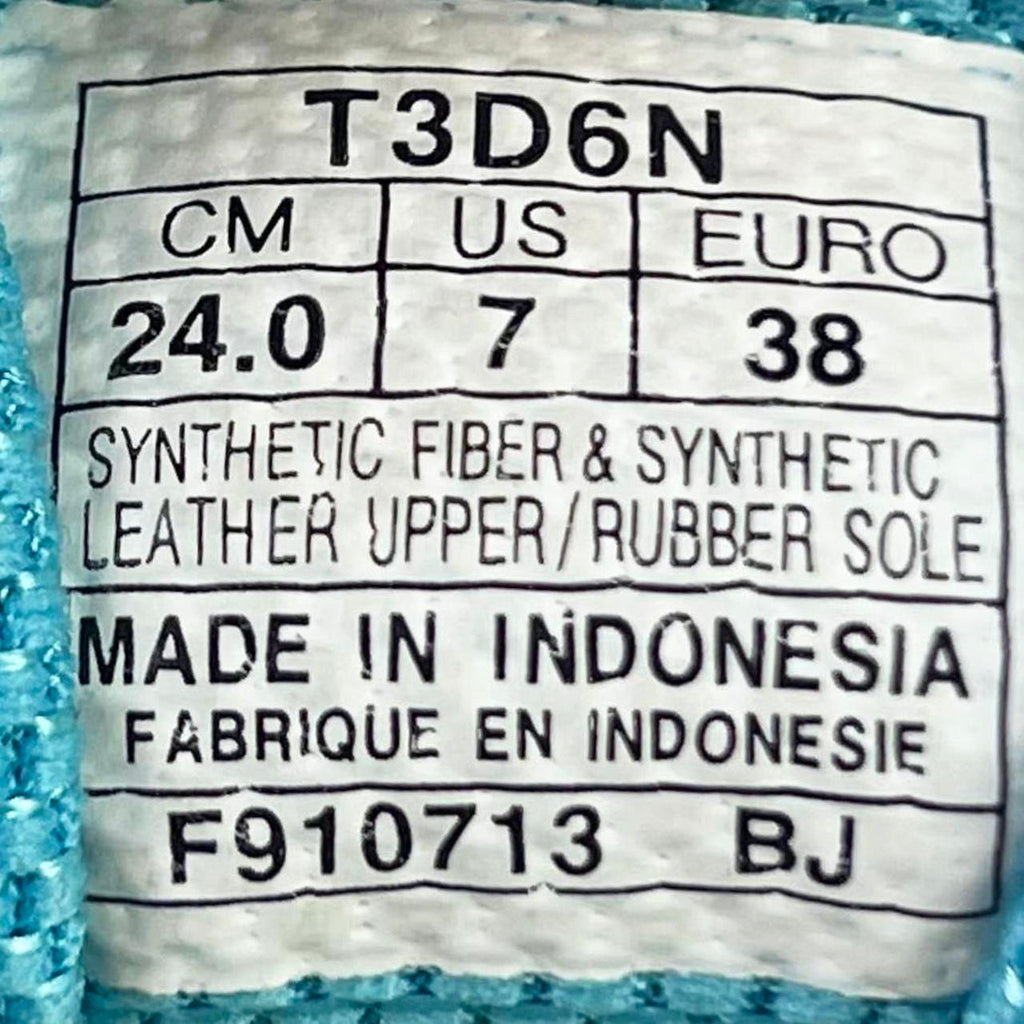 T3D6N
CM US EURO
24.0 7 38
SYNTHETIC FIBER & SYNTHETIC
LEATHER UPPER/RUBBER SOLE
MADE IN INDONESIA
FABRIQUE EN INDONESIE
F910713 BJ